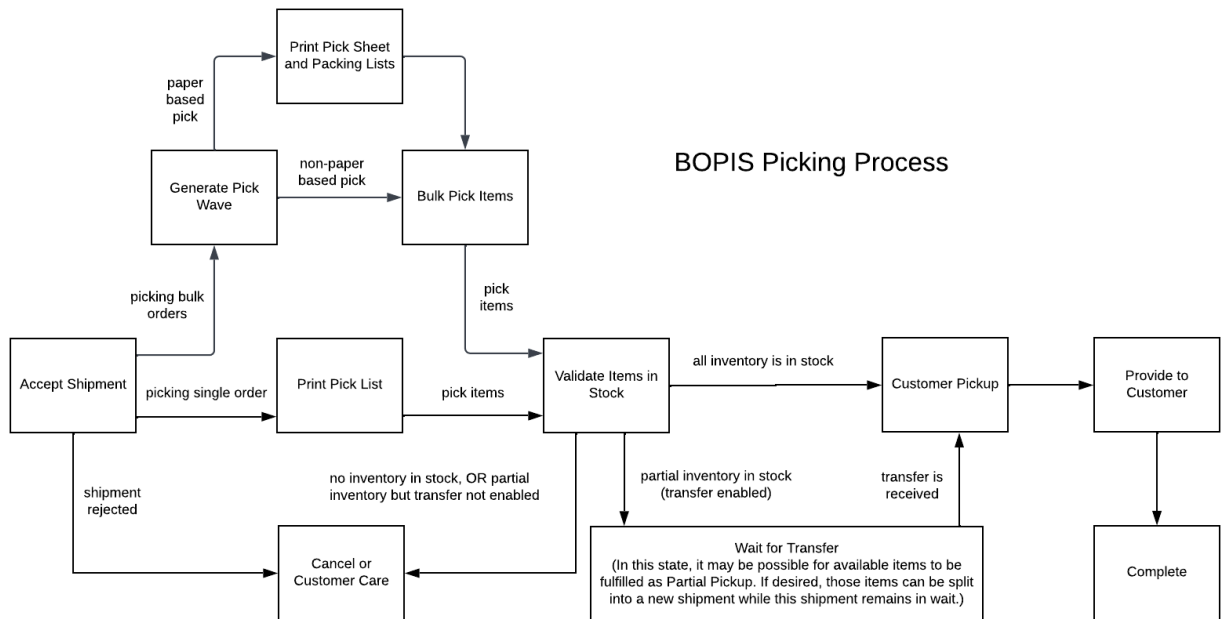 Print Pick Sheet
and Packing Lists
paper
based
pick
BOPIS Picking Process
non-paper
based pick
Generate Pick
Wave
Bulk Pick Items
picking bulk
orders
pick
items
Accept Shipment
picking single order
Print Pick List
pick items
Validate Items in
Stock
all inventory is in stock
Customer Pickup
Provide to
Customer
shipment
rejected
no inventory in stock, OR partial
inventory but transfer not enabled
partial inventory in stock
(transfer enabled)
transfer is
received
Cancel or
Customer Care
Wait for Transfer
(In this state, it may be possible for available items to be
fulfilled as Partial Pickup. If desired, those items can be split
into a new shipment while this shipment remains in wait.)
Complete